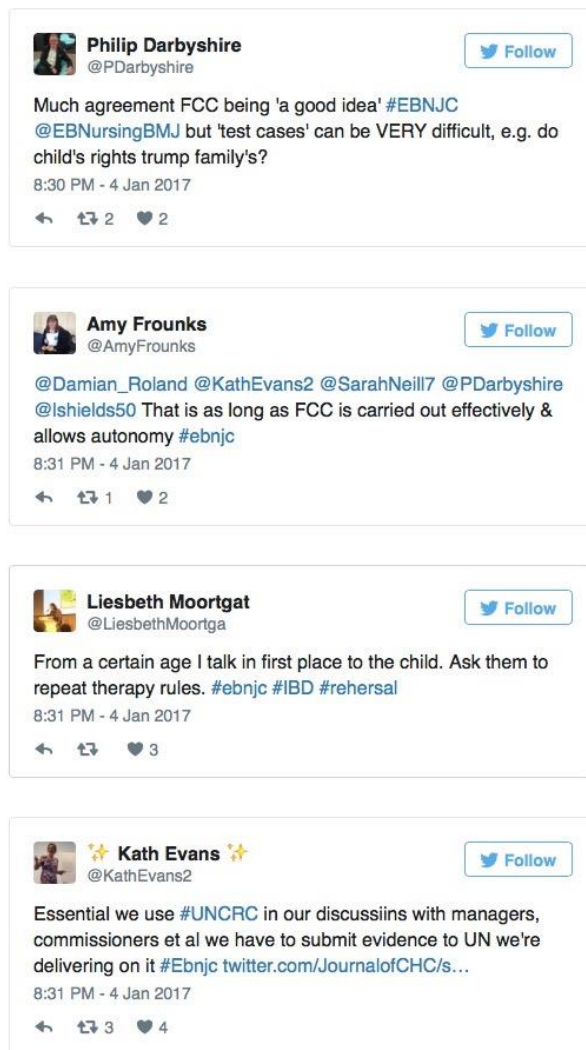 Philip Darbyshire
Follow
@PDarbyshire
Much agreement FCC being 'a good idea' #EBNJC
@EBNursingBMJ but 'test cases' can be VERY difficult, e.g. do
child's rights trump family's?
8:30 PM - 4 Jan 2017
2 2
Amy Frounks
Follow
@AmyFrounks
@Damian_Roland @KathEvans2 @SarahNeill7 @PDarbyshire
@lshields50 That is as long as FCC is carried out effectively &
allows autonomy #ebnjc
8:31 PM - 4 Jan 2017
1 2
Liesbeth Moortgat
Follow
@LiesbethMoortga
From a certain age I talk in first place to the child. Ask them to
repeat therapy rules. #ebnjc #IBD #rehersal
8:31 PM - 4 Jan 2017
3
✨ Kath Evans ✨
Follow
@KathEvans2
Essential we use #UNCRC in our discussiins with managers,
commissioners et al we have to submit evidence to UN we're
delivering on it #Ebnjc twitter.com/JournalofCHC/s…
8:31 PM - 4 Jan 2017
3 4